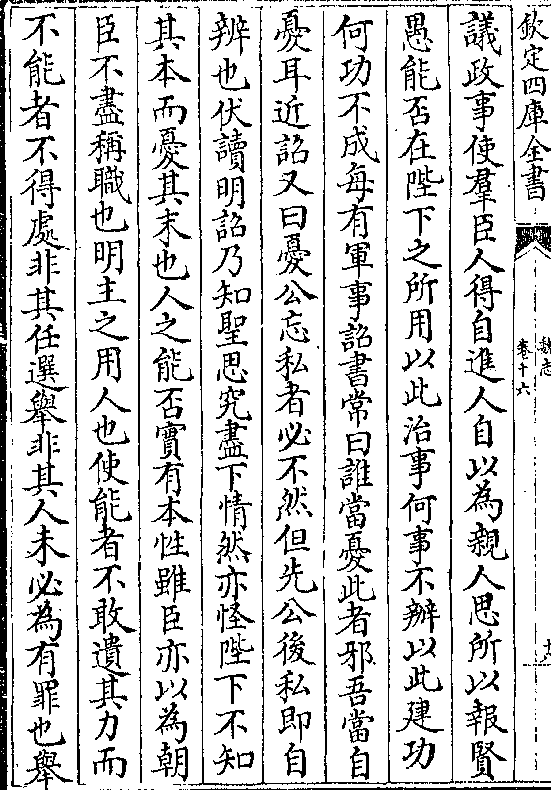 欽定四庫全書
魏志
卷十六
議政事使羣臣人得自進人自以為親人思所以報賢
愚能否在陛下之所用以此治事何事不辦以此建功
何功不成每有軍事詔書常曰誰當憂此者邪吾當自
憂耳近詔又曰憂公忘私者必不然但先公後私即自
辨也伏讀明詔乃知聖思究盡下情然亦怪陛下不知
其本而憂其末也人之能否實有本性雖臣亦以為朝
臣不盡稱職也明主之用人也使能者不敢遺其力而
不能者不得處非其任選舉非其人未必為有罪也舉